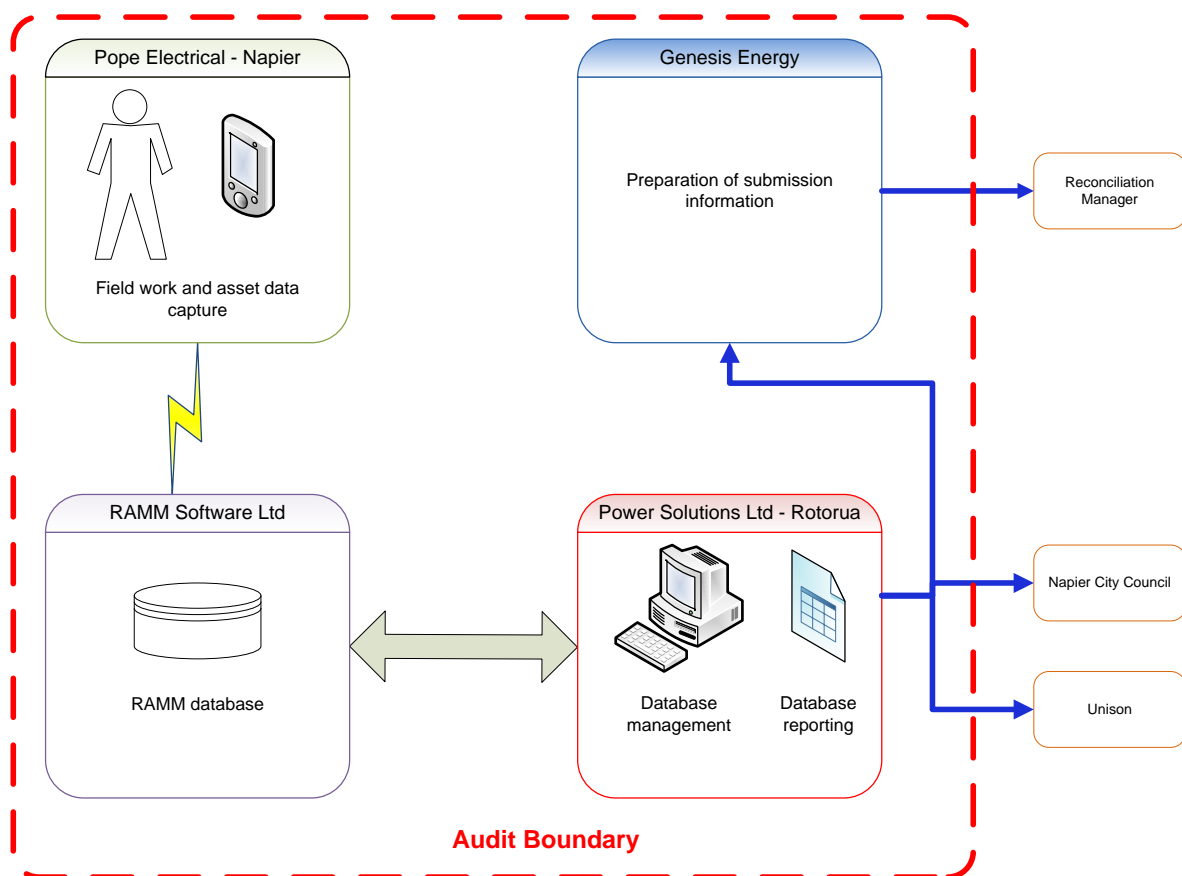 Pope Electrical - Napier
Field work and asset data
capture
Genesis Energy
Preparation of submission
information
Reconciliation
Manager
RAMM Software Ltd
RAMM database
Power Solutions Ltd - Rotorua
Database
management
Database
reporting
Napier City Council
Unison
Audit Boundary